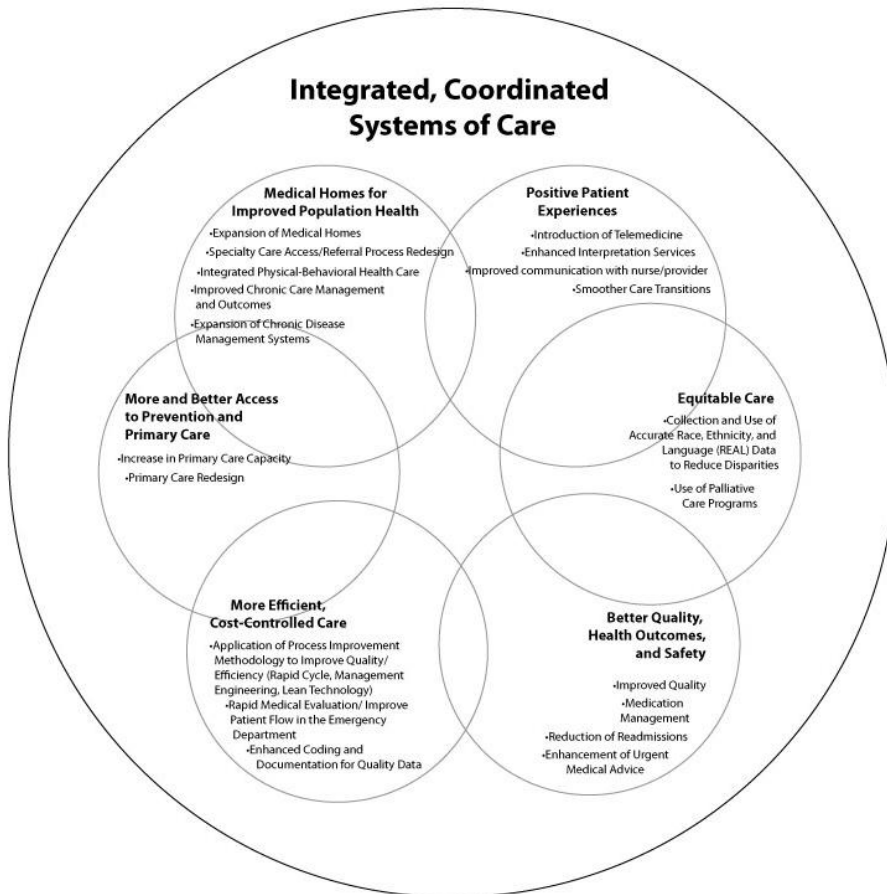 Integrated, Coordinated
Systems of Care
Medical Homes for
Improved Population Health
•Expansion of Medical Homes
•Specialty Care Access/Referral Process Redesign
•Integrated Physical-Behavioral Health Care
•Improved Chronic Care Management
and Outcomes
•Expansion of Chronic Disease
Management Systems
Positive Patient
Experiences
•Introduction of Telemedicine
•Enhanced Interpretation Services
•Improved communication with nurse/provider
•Smoother Care Transitions
More and Better Access
to Prevention and
Primary Care
•Increase in Primary Care Capacity
•Primary Care Redesign
Equitable Care
•Collection and Use of
Accurate Race, Ethnicity, and
Language (REAL) Data
to Reduce Disparities
•Use of Palliative
Care Programs
More Efficient,
Cost-Controlled Care
•Application of Process Improvement
Methodology to Improve Quality/
Efficiency (Rapid Cycle, Management
Engineering, Lean Technology)
•Rapid Medical Evaluation/ Improve
Patient Flow in the Emergency
Department
•Enhanced Coding and
Documentation for Quality Data
Better Quality,
Health Outcomes,
and Safety
•Improved Quality
•Medication
Management
•Reduction of Readmissions
•Enhancement of Urgent
Medical Advice